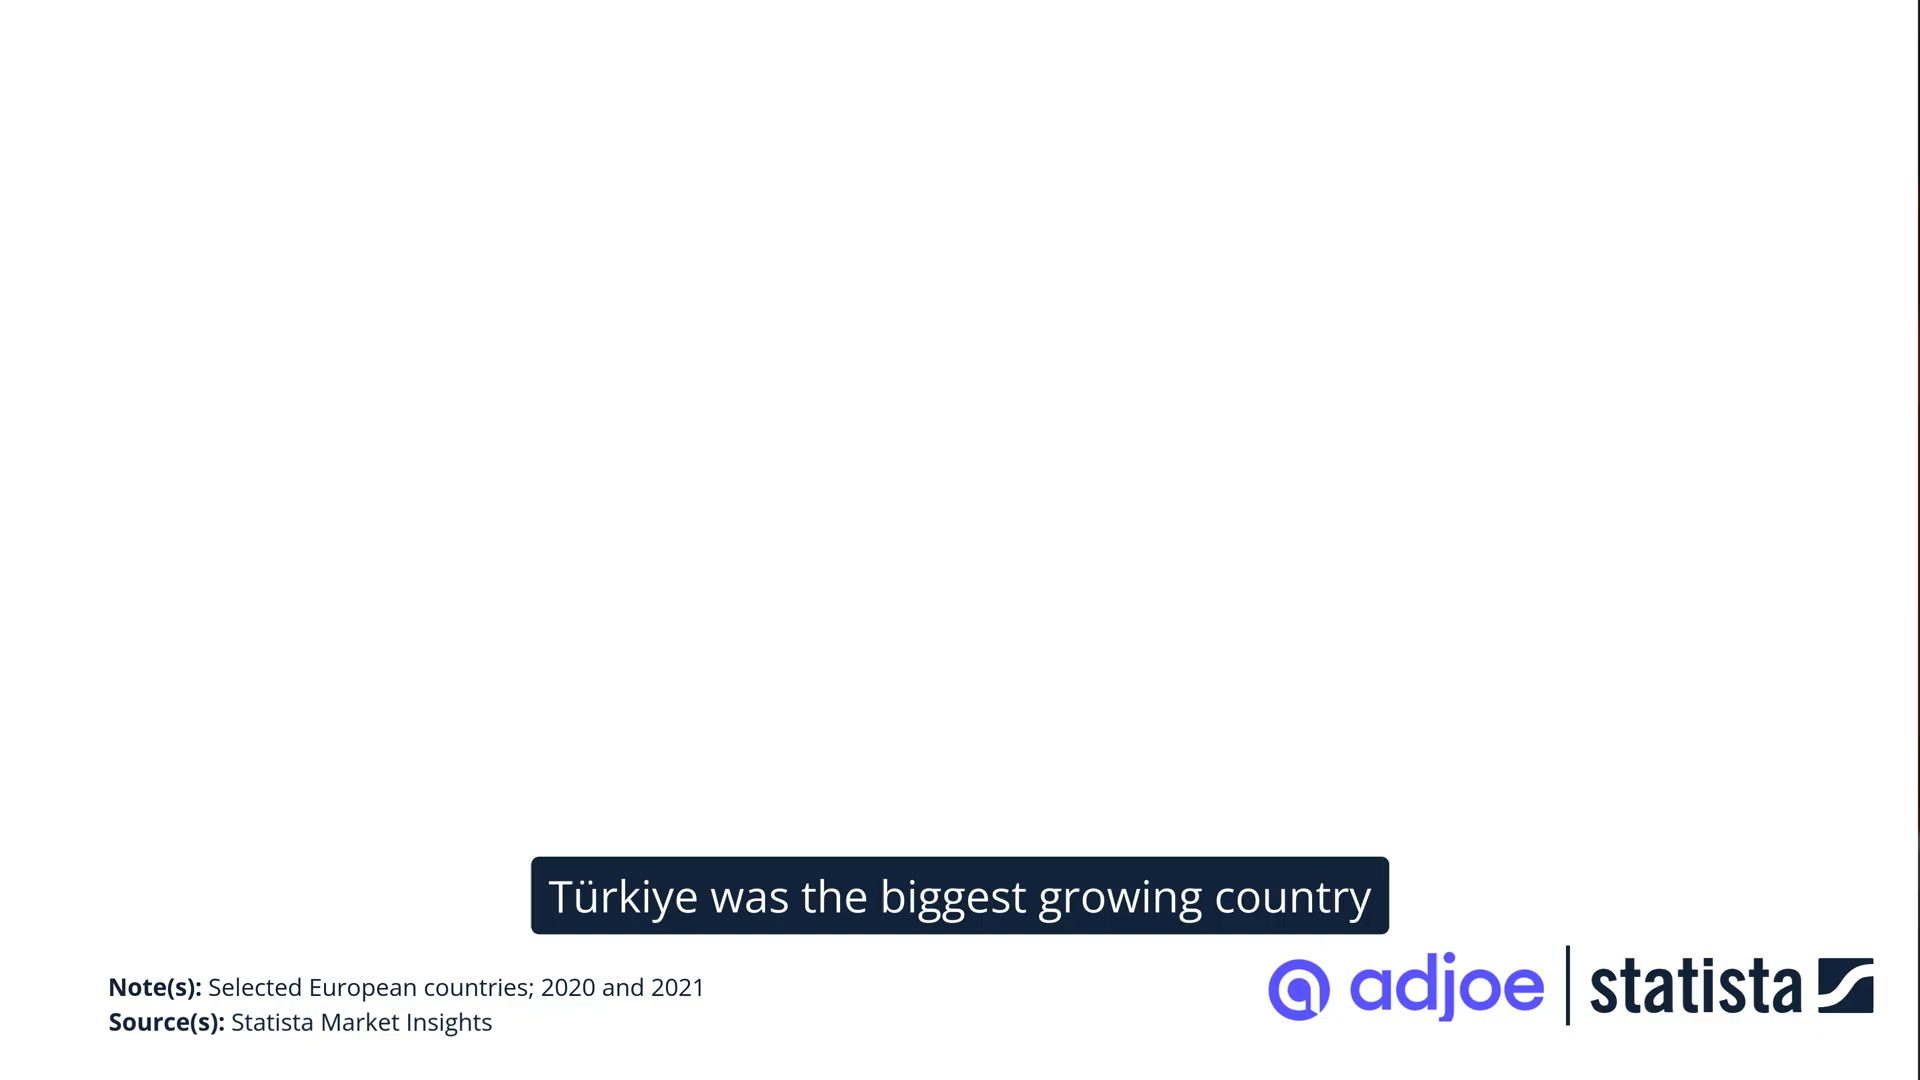 Türkiye was the biggest growing country
Note(s): Selected European countries; 2020 and 2021
Source(s): Statista Market Insights
adjoe | statista